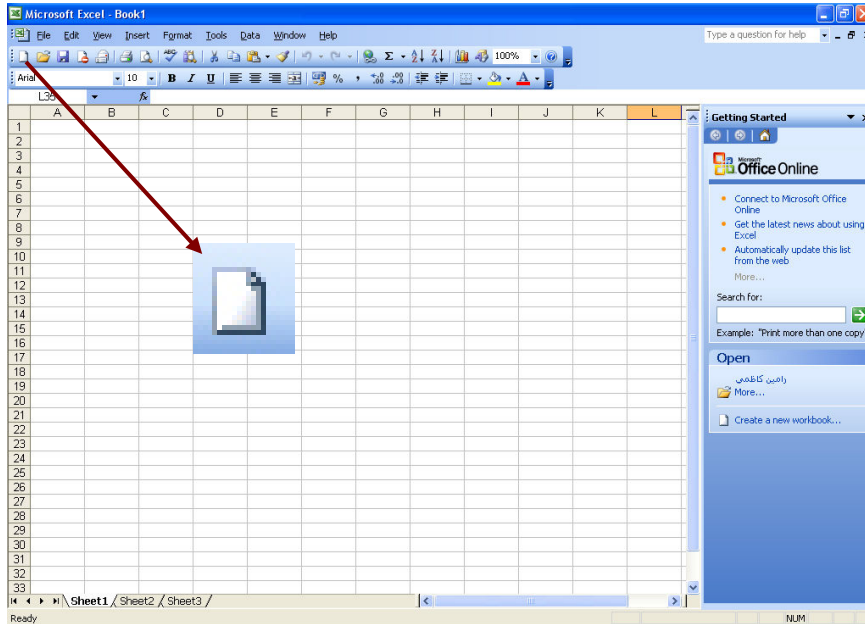 Microsoft Excel - Book1
File Edit View Insert Format Tools Data Window Help
Type a question for help
Σ 100%
Arial 10 B I U % , A
L35 fx
A B C D E F G H I J K L
1
2
3
4
5
6
7
8
9
10
11
12
13
14
15
16
17
18
19
20
21
22
23
24
25
26
27
28
29
30
31
32
33
Getting Started
Microsoft
Office Online
Connect to Microsoft Office
Online
Get the latest news about using
Excel
Automatically update this list
from the web
More...
Search for:
Example: "Print more than one copy
Open
رامین کاظمی
More...
Create a new workbook...
Sheet1 / Sheet2 / Sheet3 /
Ready NUM